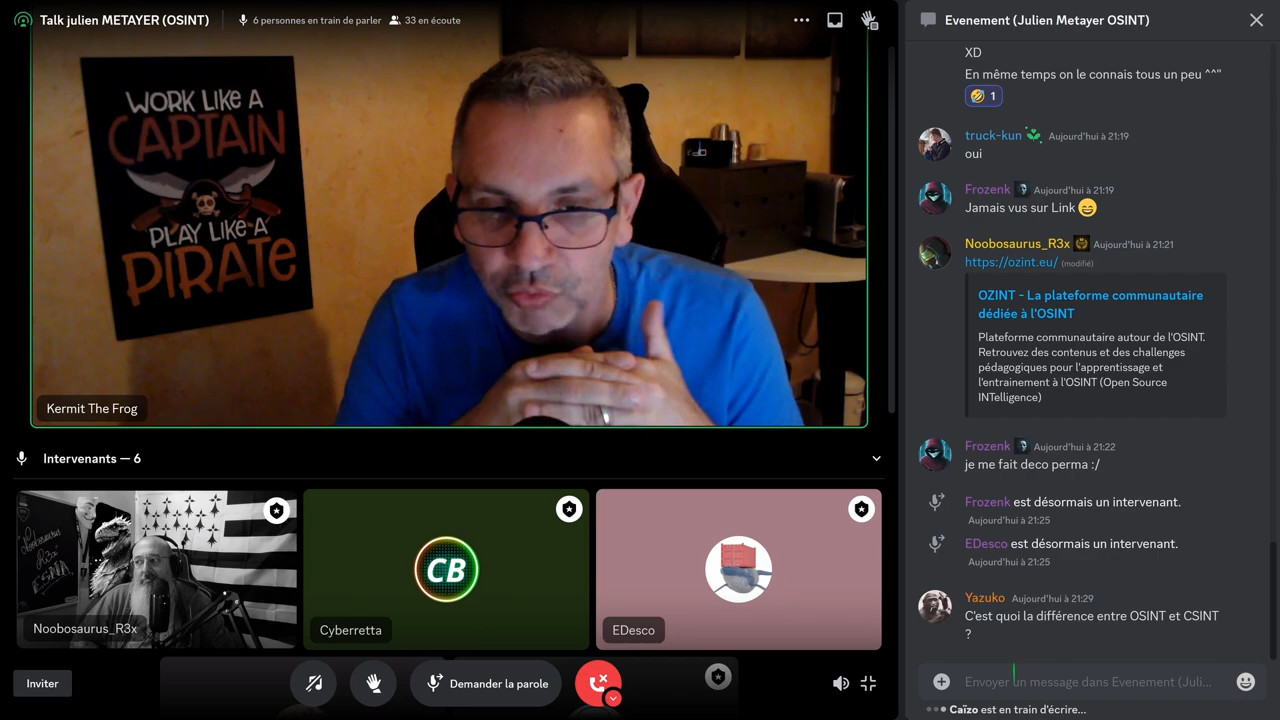 Talk julien METAYER (OSINT)
6 personnes en train de parler
33 en écoute
WORK LIKE A
CAPTAIN
PLAY LIKE A
PIRATE
Kermit The Frog
Intervenants — 6
Noobosaurus_R3x
CB
Cyberretta
EDesco
Inviter
Demander la parole
Evenement (Julien Metayer OSINT)
XD
En même temps on le connais tous un peu ^^"
1
truck-kun Aujourd'hui à 21:19
oui
Frozenk Aujourd'hui à 21:19
Jamais vus sur Link
Noobosaurus_R3x Aujourd'hui à 21:21
https://ozint.eu/ (modifié)
OZINT - La plateforme communautaire
dédiée à l'OSINT
Plateforme communautaire autour de l'OSINT.
Retrouvez des contenus et des challenges
pédagogiques pour l'apprentissage et
l'entrainement à l'OSINT (Open Source
INTelligence)
Frozenk Aujourd'hui à 21:22
je me fait deco perma :/
Frozenk est désormais un intervenant.
Aujourd'hui à 21:25
EDesco est désormais un intervenant.
Aujourd'hui à 21:25
Yazuko Aujourd'hui à 21:29
C'est quoi la différence entre OSINT et CSINT
?
Envoyer un message dans Evenement (Juli...
Caïzo est en train d'écrire...